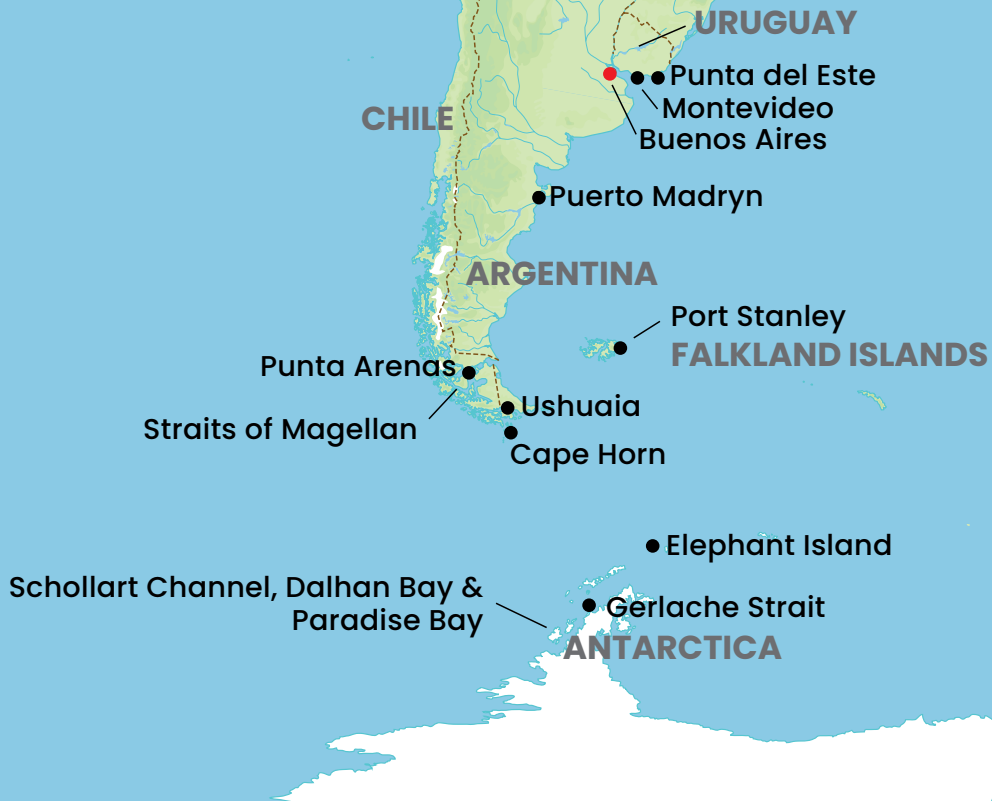 URUGUAY
Punta del Este
Montevideo
CHILE
Buenos Aires
Puerto Madryn
ARGENTINA
Port Stanley
FALKLAND ISLANDS
Punta Arenas
Ushuaia
Straits of Magellan
Cape Horn
Elephant Island
Schollart Channel, Dalhan Bay &
Paradise Bay
Gerlache Strait
ANTARCTICA